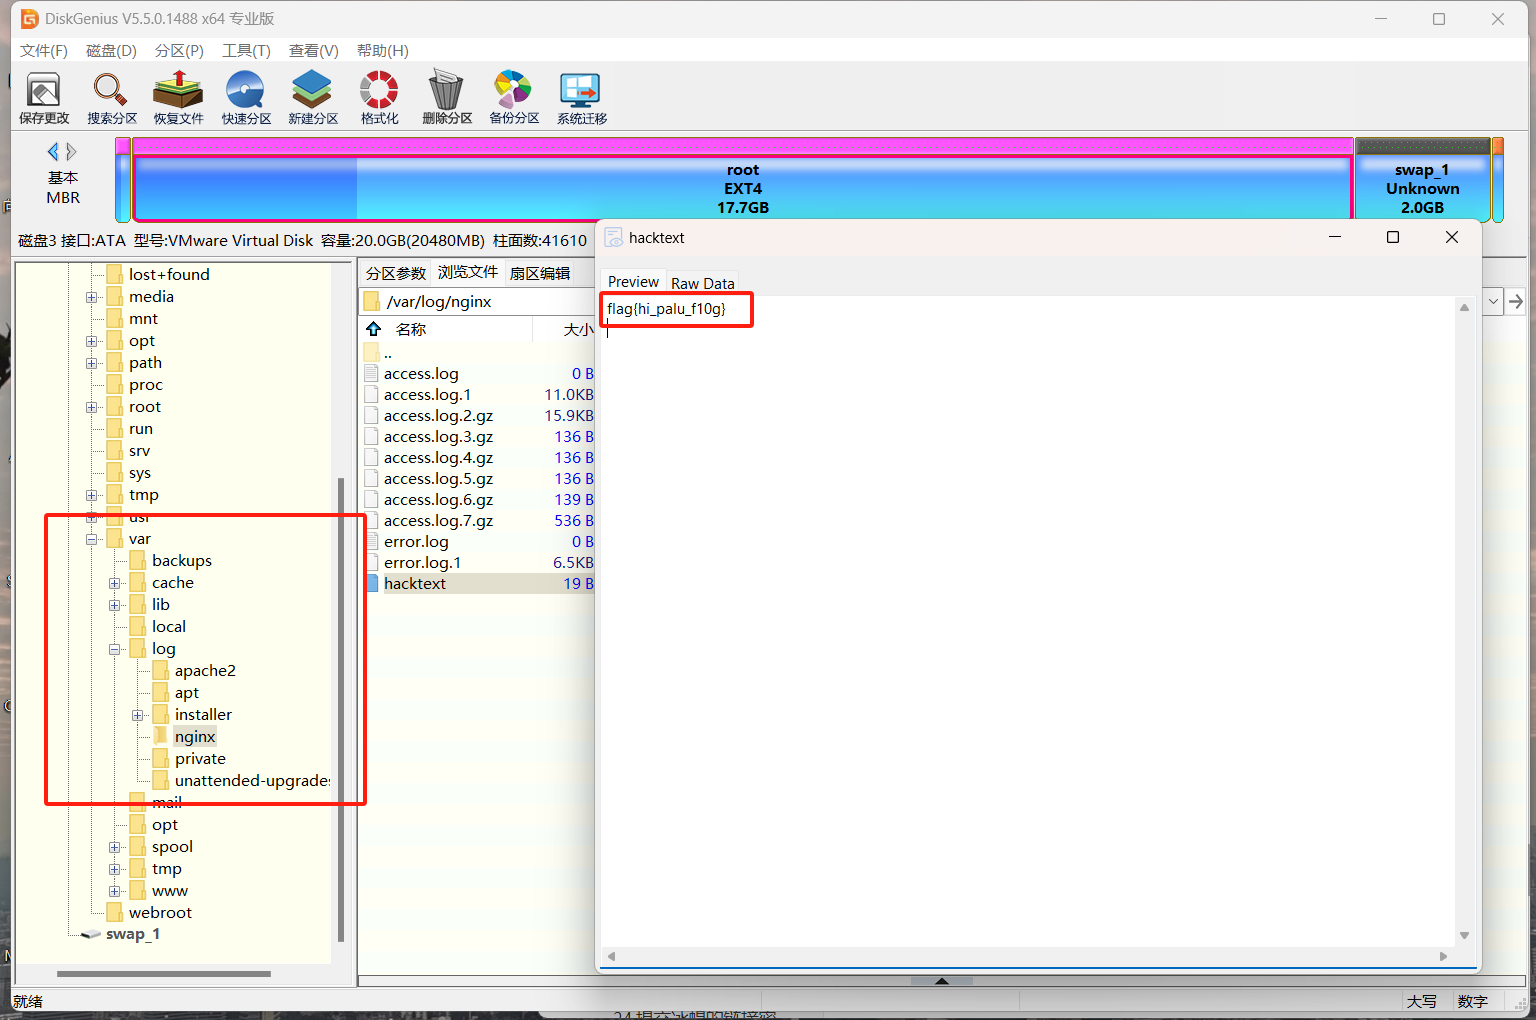 DiskGenius V5.5.0.1488 x64 专业版
文件(F) 磁盘(D) 分区(P) 工具(T) 查看(V) 帮助(H)
保存更改 搜索分区 恢复文件 快速分区 新建分区 格式化 删除分区 备份分区 系统迁移
基本
MBR
root
EXT4
17.7GB
swap_1
Unknown
2.0GB
磁盘3 接口:ATA 型号:VMware Virtual Disk 容量:20.0GB(20480MB) 柱面数:41610
lost+found
media
mnt
opt
path
proc
root
run
srv
sys
tmp
usr
var
backups
cache
lib
local
log
apache2
apt
installer
nginx
private
unattended-upgrades
mail
opt
spool
tmp
www
webroot
swap_1
分区参数 浏览文件 扇区编辑
/var/log/nginx
名称 大小
..
access.log 0 B
access.log.1 11.0KB
access.log.2.gz 15.9KB
access.log.3.gz 136 B
access.log.4.gz 136 B
access.log.5.gz 136 B
access.log.6.gz 139 B
access.log.7.gz 536 B
error.log 0 B
error.log.1 6.5KB
hacktext 19 B
hacktext
Preview Raw Data
flag{hi_palu_f10g}
就绪
大写 数字